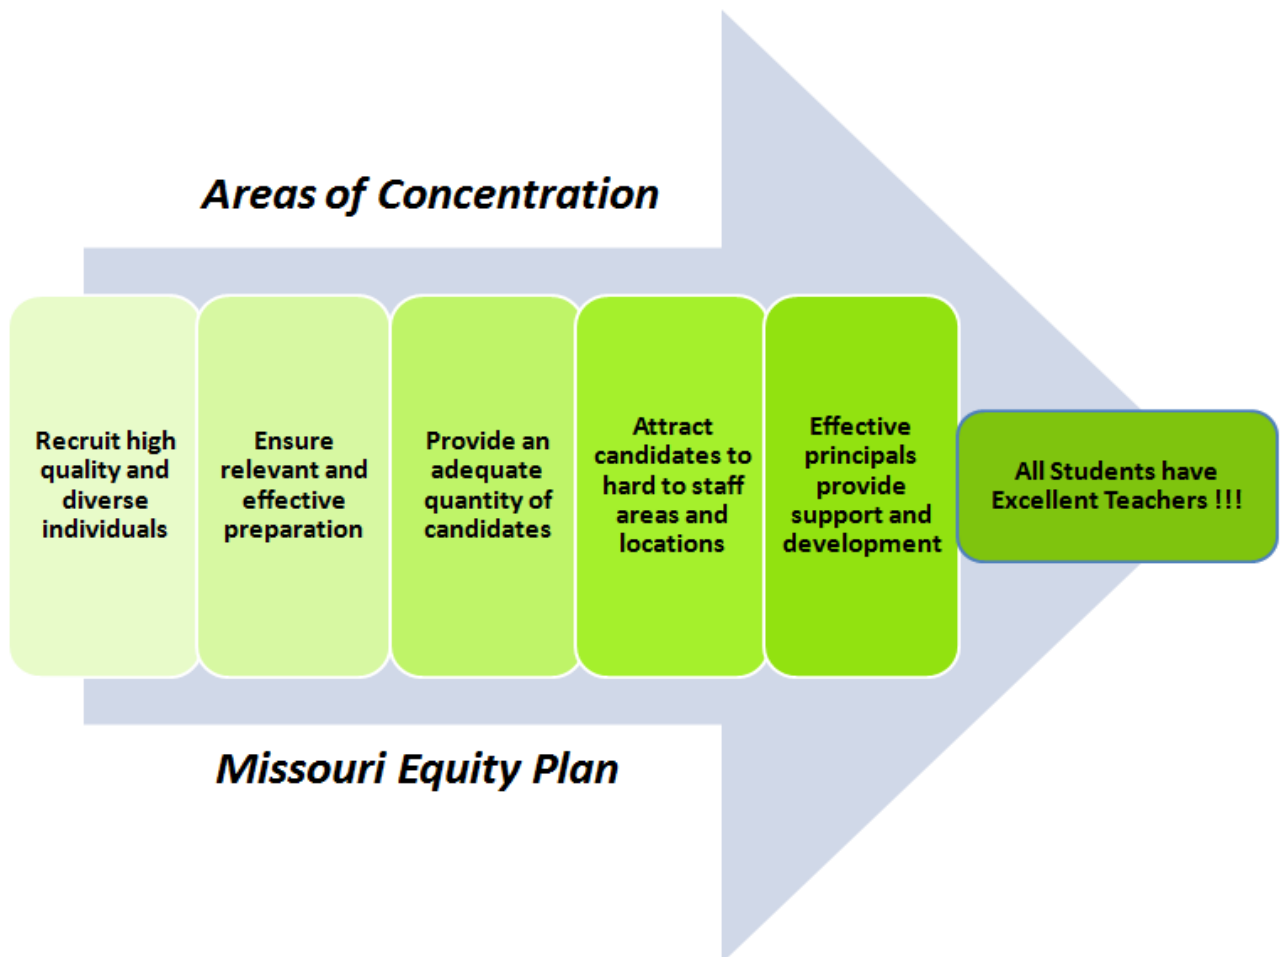 Areas of Concentration
Recruit high
quality and
diverse
individuals
Ensure
relevant and
effective
preparation
Provide an
adequate
quantity of
candidates
Attract
candidates to
hard to staff
areas and
locations
Effective
principals
provide
support and
development
All Students have
Excellent Teachers !!!
Missouri Equity Plan